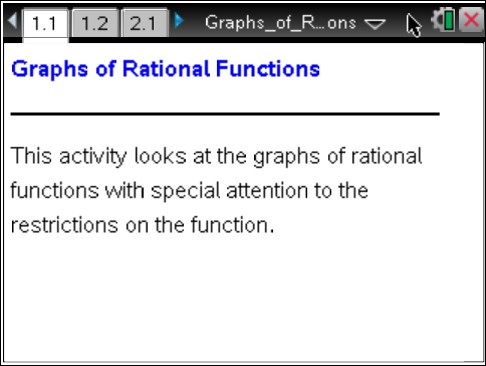 1.1 1.2 2.1 Graphs_of_R...ons
Graphs of Rational Functions
This activity looks at the graphs of rational
functions with special attention to the
restrictions on the function.